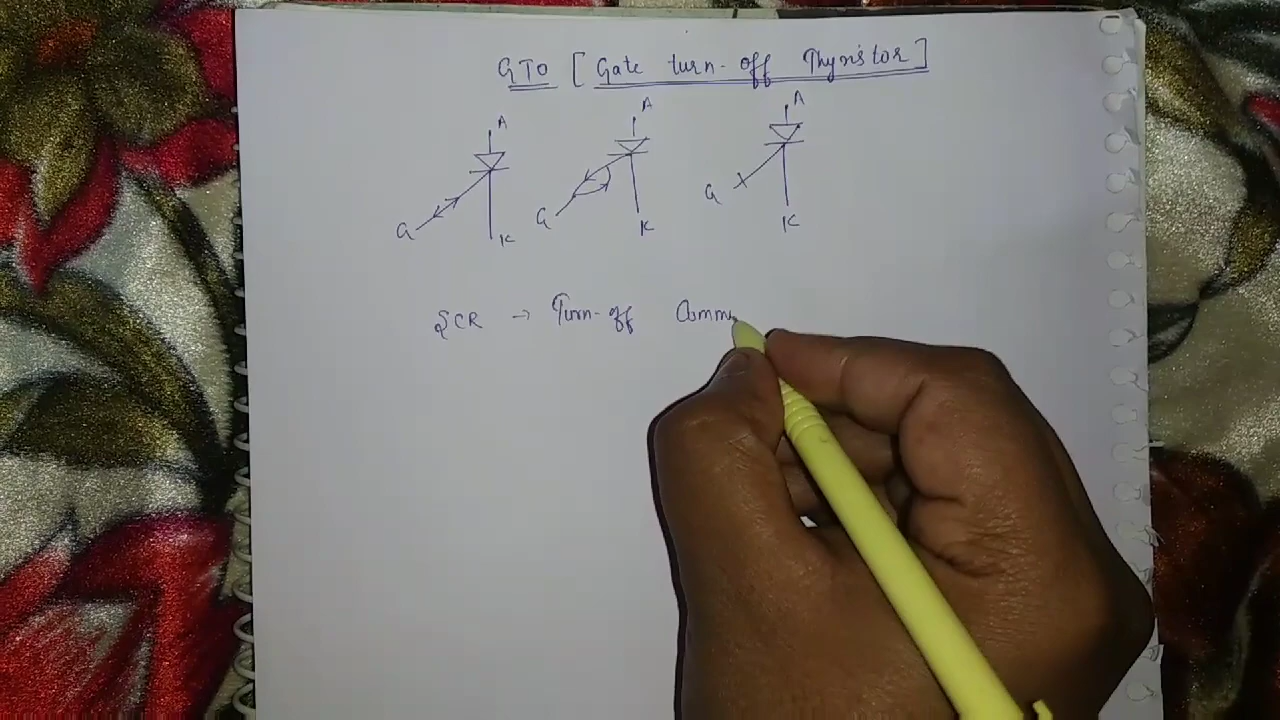 GTO [Gate turn-off Thyristor]
A A A
G K G K G K
SCR → Turn-off Comm